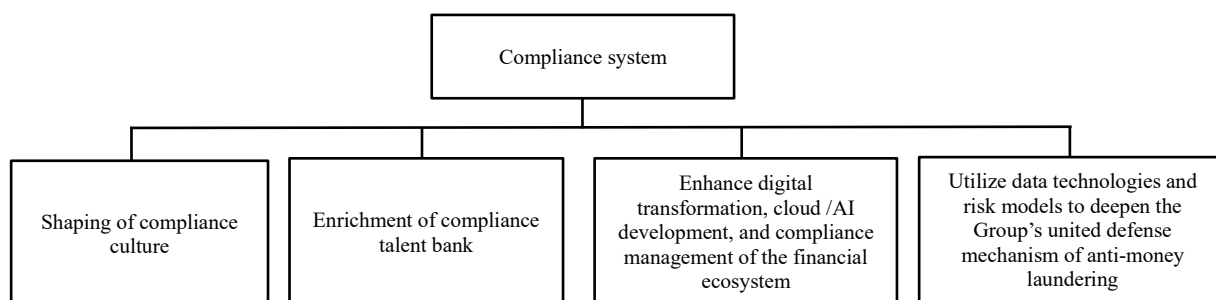 Compliance system
Shaping of compliance
culture
Enrichment of compliance
talent bank
Enhance digital
transformation, cloud /AI
development, and compliance
management of the financial
ecosystem
Utilize data technologies and
risk models to deepen the
Group’s united defense
mechanism of anti-money
laundering